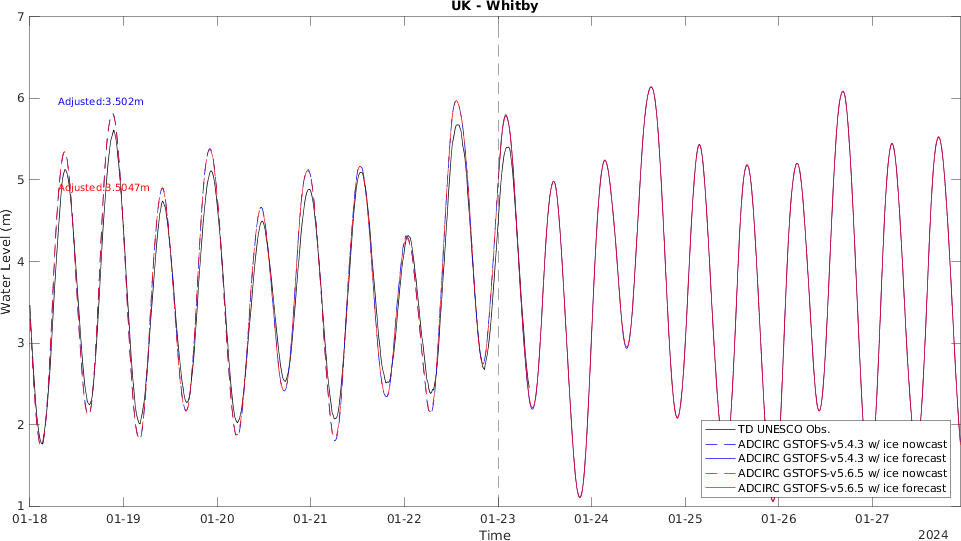 UK - Whitby
7
6
5
4
3
2
1
Water Level (m)
Adjusted:3.502m
Adjusted:3.5047m
TD UNESCO Obs.
ADCIRC GSTOFS-v5.4.3 w/ ice nowcast
ADCIRC GSTOFS-v5.4.3 w/ ice forecast
ADCIRC GSTOFS-v5.6.5 w/ ice nowcast
ADCIRC GSTOFS-v5.6.5 w/ ice forecast
01-18 01-19 01-20 01-21 01-22 01-23 01-24 01-25 01-26 01-27
Time
2024